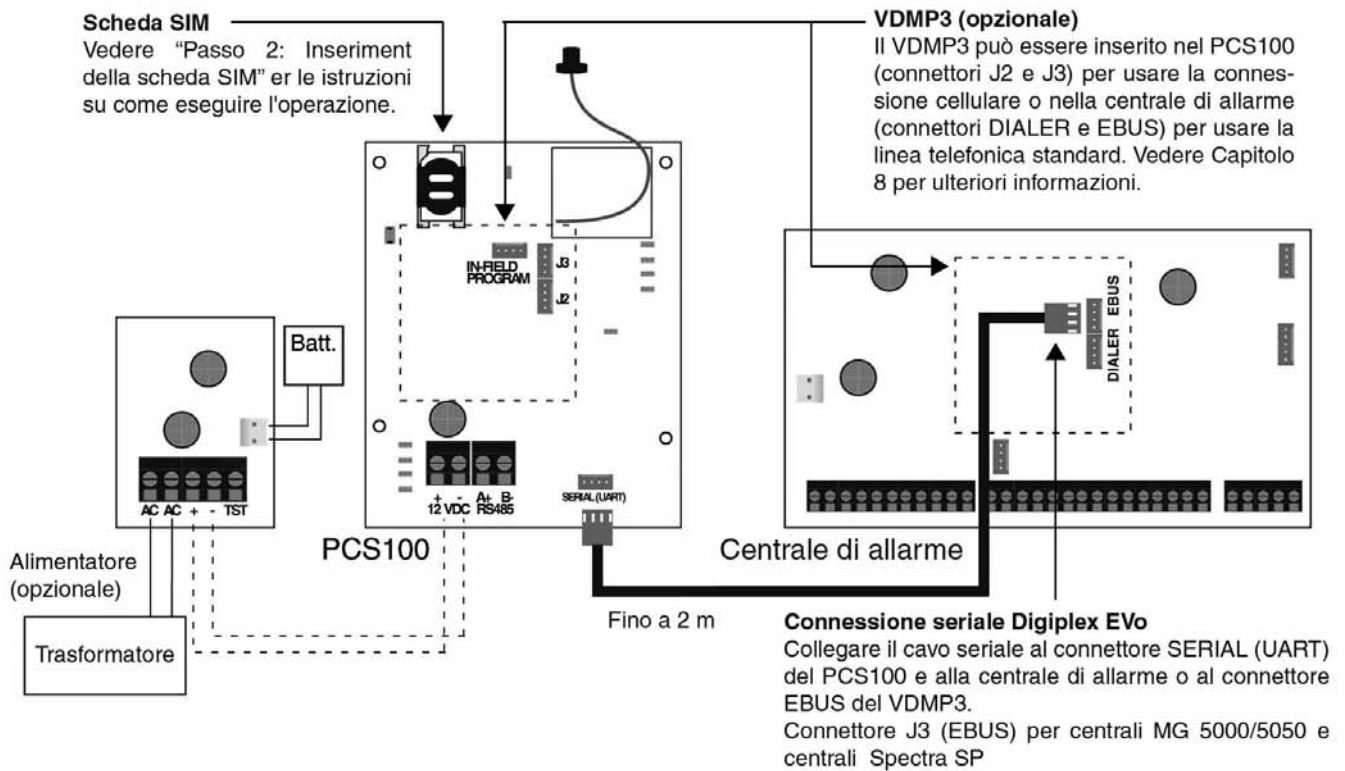 Scheda SIM
Vedere “Passo 2: Inseriment
della scheda SIM” er le istruzioni
su come eseguire l'operazione.
VDMP3 (opzionale)
Il VDMP3 può essere inserito nel PCS100
(connettori J2 e J3) per usare la connes-
sione cellulare o nella centrale di allarme
(connettori DIALER e EBUS) per usare la
linea telefonica standard. Vedere Capitolo
8 per ulteriori informazioni.
IN-FIELD
PROGRAM
J3
J2
EBUS
DIALER
Batt.
AC AC + - TST
+ - A+ B-
12 VDC RS485
SERIAL (UART)
PCS100
Centrale di allarme
Alimentatore
(opzionale)
Trasformatore
Fino a 2 m
Connessione seriale Digiplex EVo
Collegare il cavo seriale al connettore SERIAL (UART)
del PCS100 e alla centrale di allarme o al connettore
EBUS del VDMP3.
Connettore J3 (EBUS) per centrali MG 5000/5050 e
centrali Spectra SP